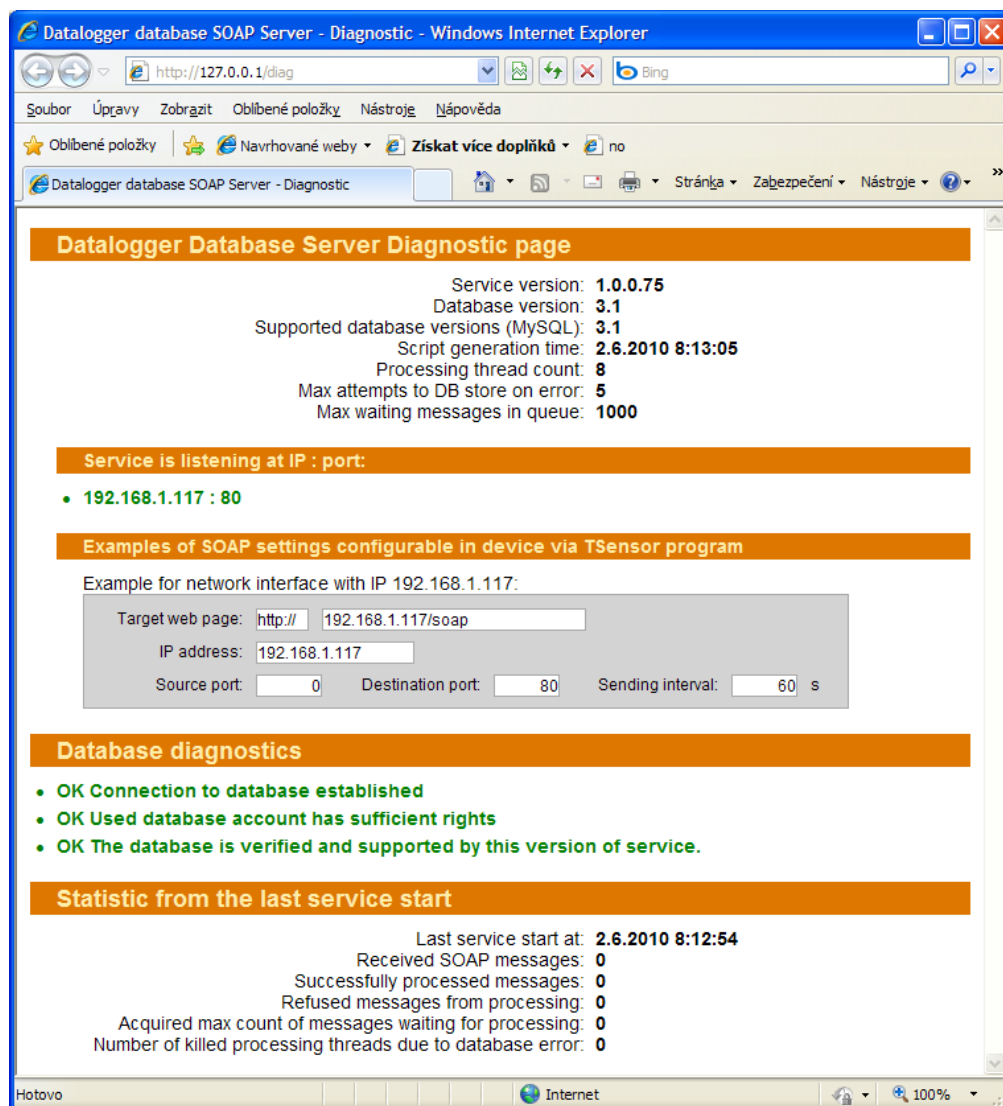 Datalogger database SOAP Server - Diagnostic - Windows Internet Explorer
http://127.0.0.1/diag Bing
Soubor Úpravy Zobrazit Oblíbené položky Nástroje Nápověda
Oblíbené položky Navrhované weby Získat více doplňků no
Datalogger database SOAP Server - Diagnostic Stránka Zabezpečení Nástroje »
Datalogger Database Server Diagnostic page
Service version: 1.0.0.75
Database version: 3.1
Supported database versions (MySQL): 3.1
Script generation time: 2.6.2010 8:13:05
Processing thread count: 8
Max attempts to DB store on error: 5
Max waiting messages in queue: 1000
Service is listening at IP : port:
• 192.168.1.117 : 80
Examples of SOAP settings configurable in device via TSensor program
Example for network interface with IP 192.168.1.117:
Target web page: http:// 192.168.1.117/soap
IP address: 192.168.1.117
Source port: 0 Destination port: 80 Sending interval: 60 s
Database diagnostics
• OK Connection to database established
• OK Used database account has sufficient rights
• OK The database is verified and supported by this version of service.
Statistic from the last service start
Last service start at: 2.6.2010 8:12:54
Received SOAP messages: 0
Successfully processed messages: 0
Refused messages from processing: 0
Acquired max count of messages waiting for processing: 0
Number of killed processing threads due to database error: 0
Hotovo Internet 100%